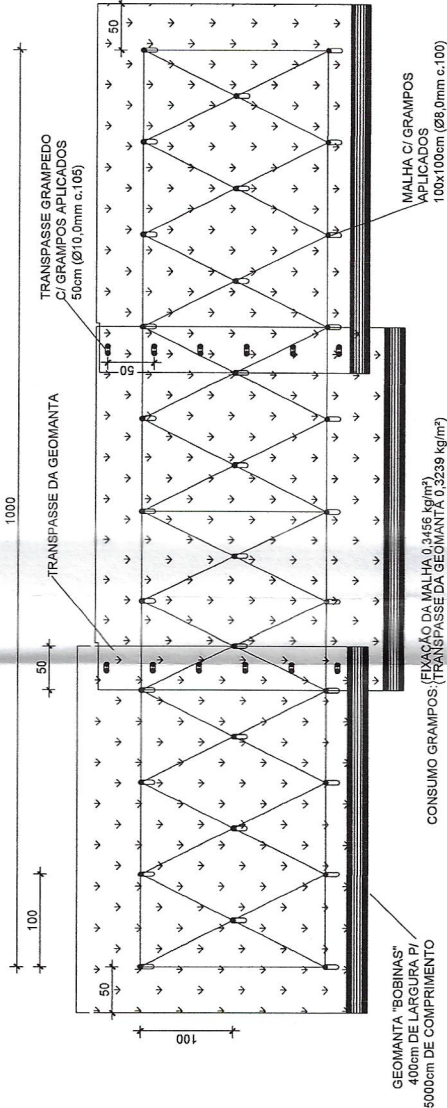 1000
50
100
50
50
TRANSPASSE DA GEOMANTA
TRANSPASSE GRAMPEDO
C/ GRAMPOS APLICADOS
50cm (Ø10,0mm c.105)
50
100
GEOMANTA "BOBINAS"
400cm DE LARGURA P/
5000cm DE COMPRIMENTO
CONSUMO GRAMPOS: (FIXAÇÃO DA MALHA 0,3456 kg/m²)
(TRANSPASSE DA GEOMANTA 0,3239 kg/m²)
MALHA C/ GRAMPOS
APLICADOS
100x100cm (Ø8,0mm c.100)